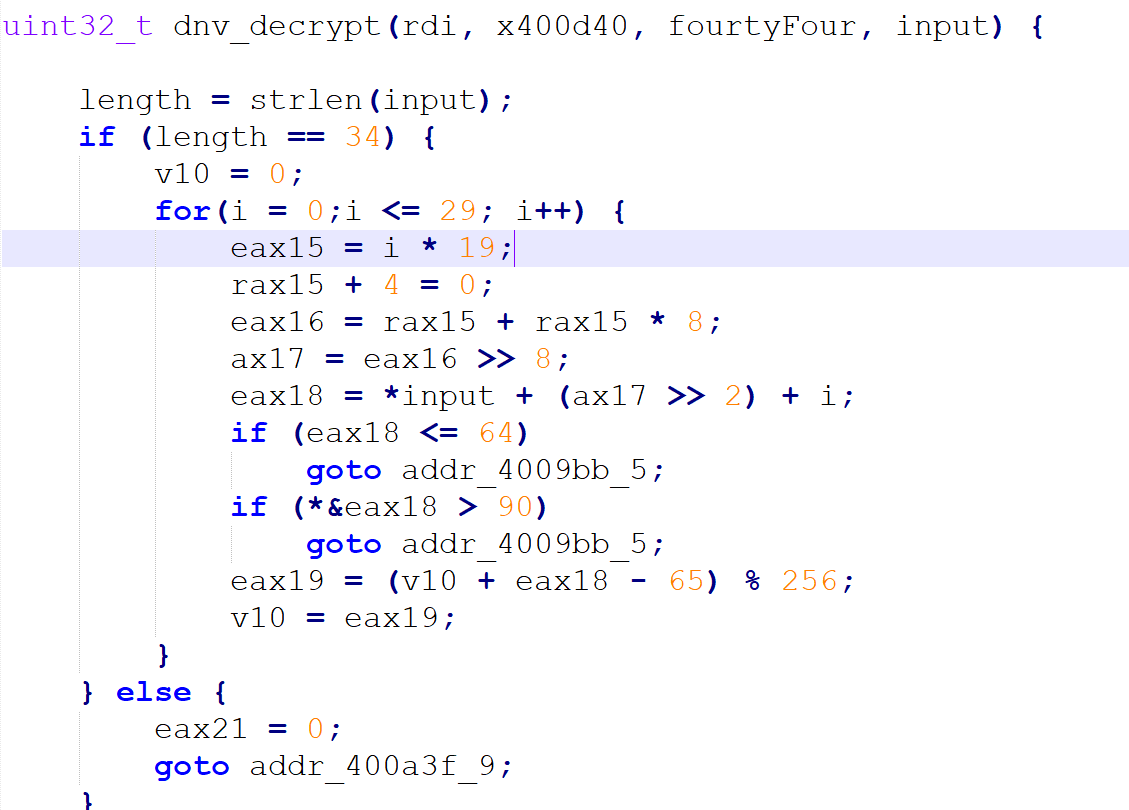 uint32_t dnv_decrypt(rdi, x400d40, fourtyFour, input) {
length = strlen(input);
if (length == 34) {
v10 = 0;
for(i = 0;i <= 29; i++) {
eax15 = i * 19;
rax15 + 4 = 0;
eax16 = rax15 + rax15 * 8;
ax17 = eax16 >> 8;
eax18 = *input + (ax17 >> 2) + i;
if (eax18 <= 64)
goto addr_4009bb_5;
if (*&eax18 > 90)
goto addr_4009bb_5;
eax19 = (v10 + eax18 - 65) % 256;
v10 = eax19;
}
} else {
eax21 = 0;
goto addr_400a3f_9;
}